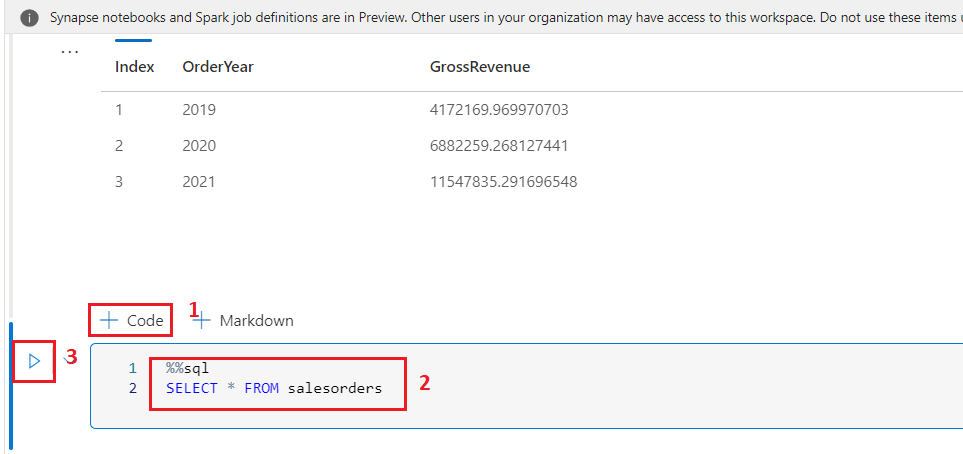 Synapse notebooks and Spark job definitions are in Preview. Other users in your organization may have access to this workspace. Do not use these items
...
Index OrderYear GrossRevenue
1 2019 4172169.969970703
2 2020 6882259.268127441
3 2021 11547835.291696548
+ Code 1 + Markdown
3
1 %%sql
2 SELECT * FROM salesorders 2